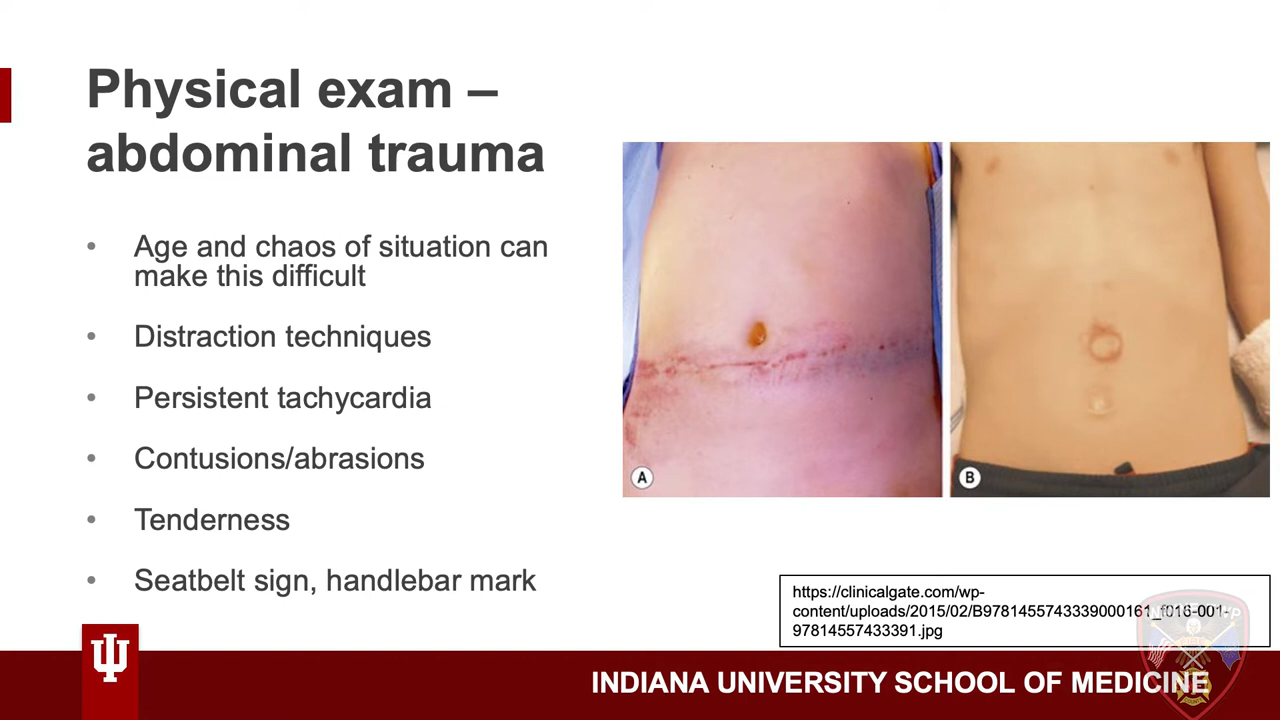 Physical exam –
abdominal trauma
• Age and chaos of situation can
make this difficult
• Distraction techniques
• Persistent tachycardia
• Contusions/abrasions
• Tenderness
• Seatbelt sign, handlebar mark
A
B
https://clinicalgate.com/wp-
content/uploads/2015/02/B9781455743339000161_f016-001-
97814557433391.jpg
INDIANA UNIVERSITY SCHOOL OF MEDICINE